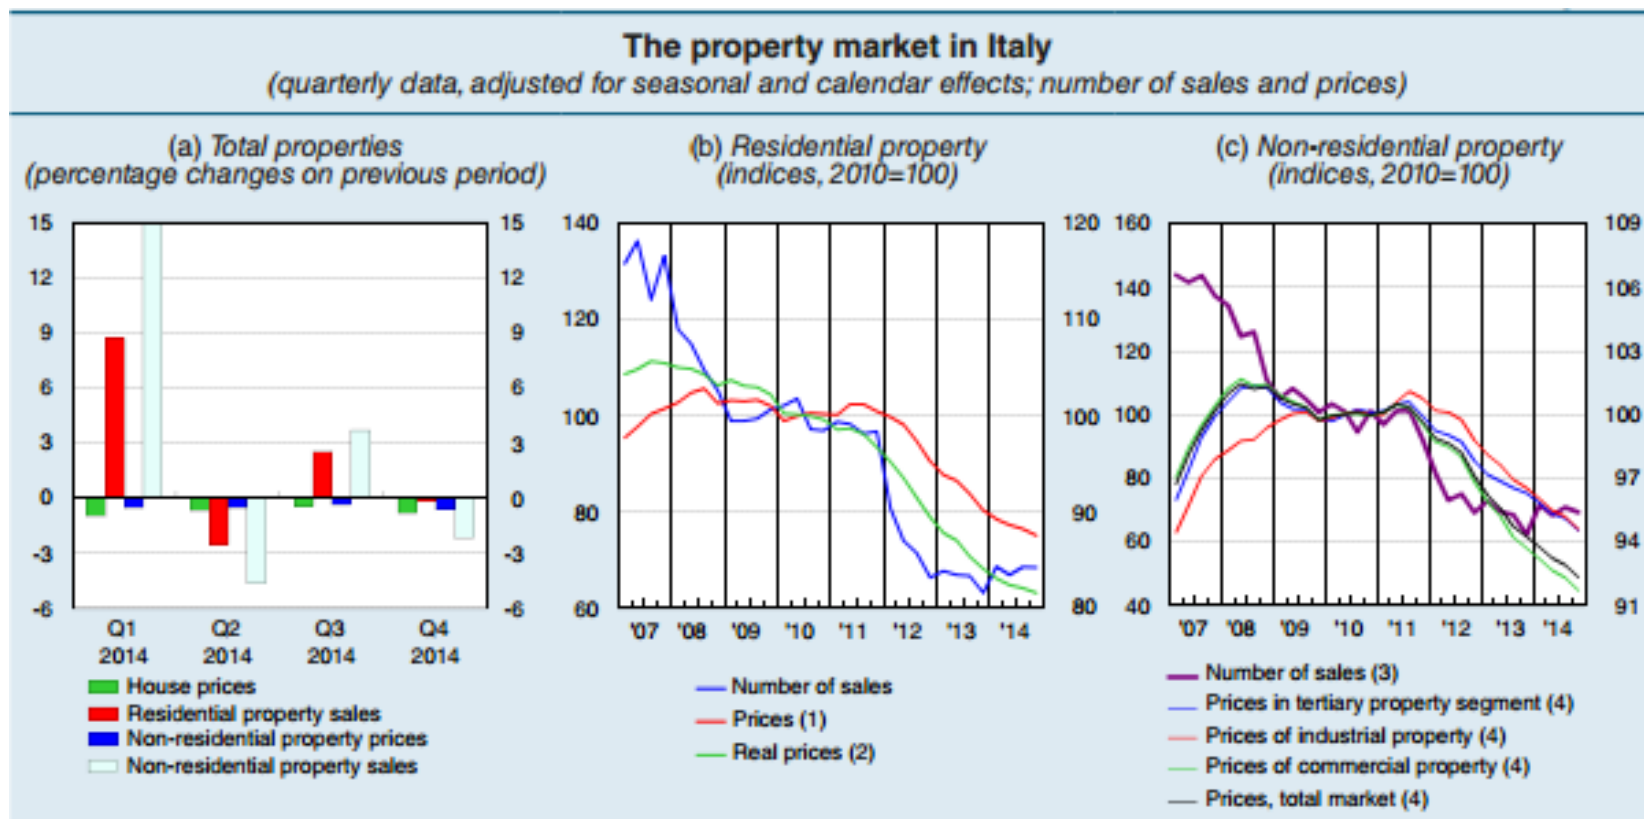 The property market in Italy
(quarterly data, adjusted for seasonal and calendar effects; number of sales and prices)
(a) Total properties
(percentage changes on previous period)
15 15
12 12
9 9
6 6
3 3
0 0
-3 -3
-6 -6
Q1 Q2 Q3 Q4
2014 2014 2014 2014
House prices
Residential property sales
Non-residential property prices
Non-residential property sales
(b) Residential property
(indices, 2010=100)
140 120
120 110
100 100
80 90
60 80
'07 '08 '09 '10 '11 '12 '13 '14
Number of sales
Prices (1)
Real prices (2)
(c) Non-residential property
(indices, 2010=100)
160 109
140 106
120 103
100 100
80 97
60 94
40 91
'07 '08 '09 '10 '11 '12 '13 '14
Number of sales (3)
Prices in tertiary property segment (4)
Prices of industrial property (4)
Prices of commercial property (4)
Prices, total market (4)